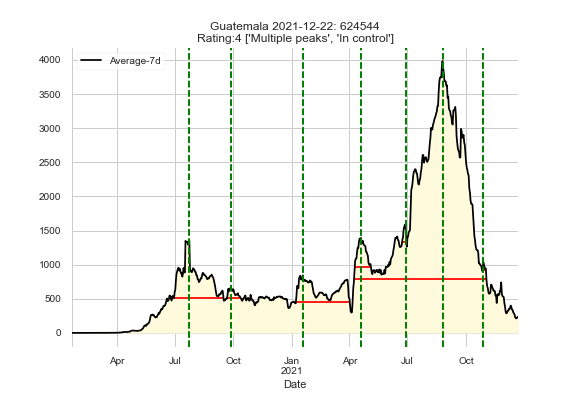 Guatemala 2021-12-22: 624544
Rating:4 ['Multiple peaks', 'In control']
Average-7d
4000
3500
3000
2500
2000
1500
1000
500
0
Apr
Jul
Oct
Jan
2021
Apr
Jul
Oct
Date